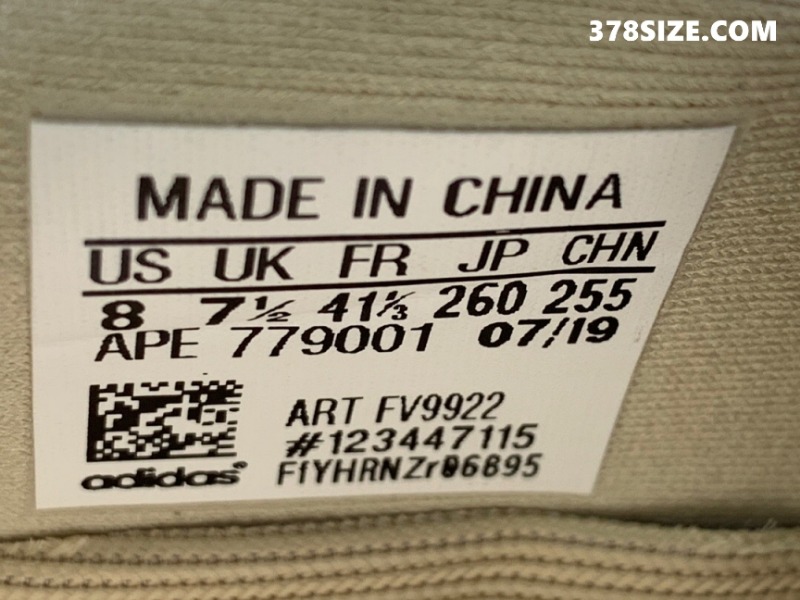 378SIZE.COM
MADE IN CHINA
US UK FR JP CHN
8 7½ 41⅓ 260 255
APE 779001 07/19
ART FV9922
#123447115
adidas®